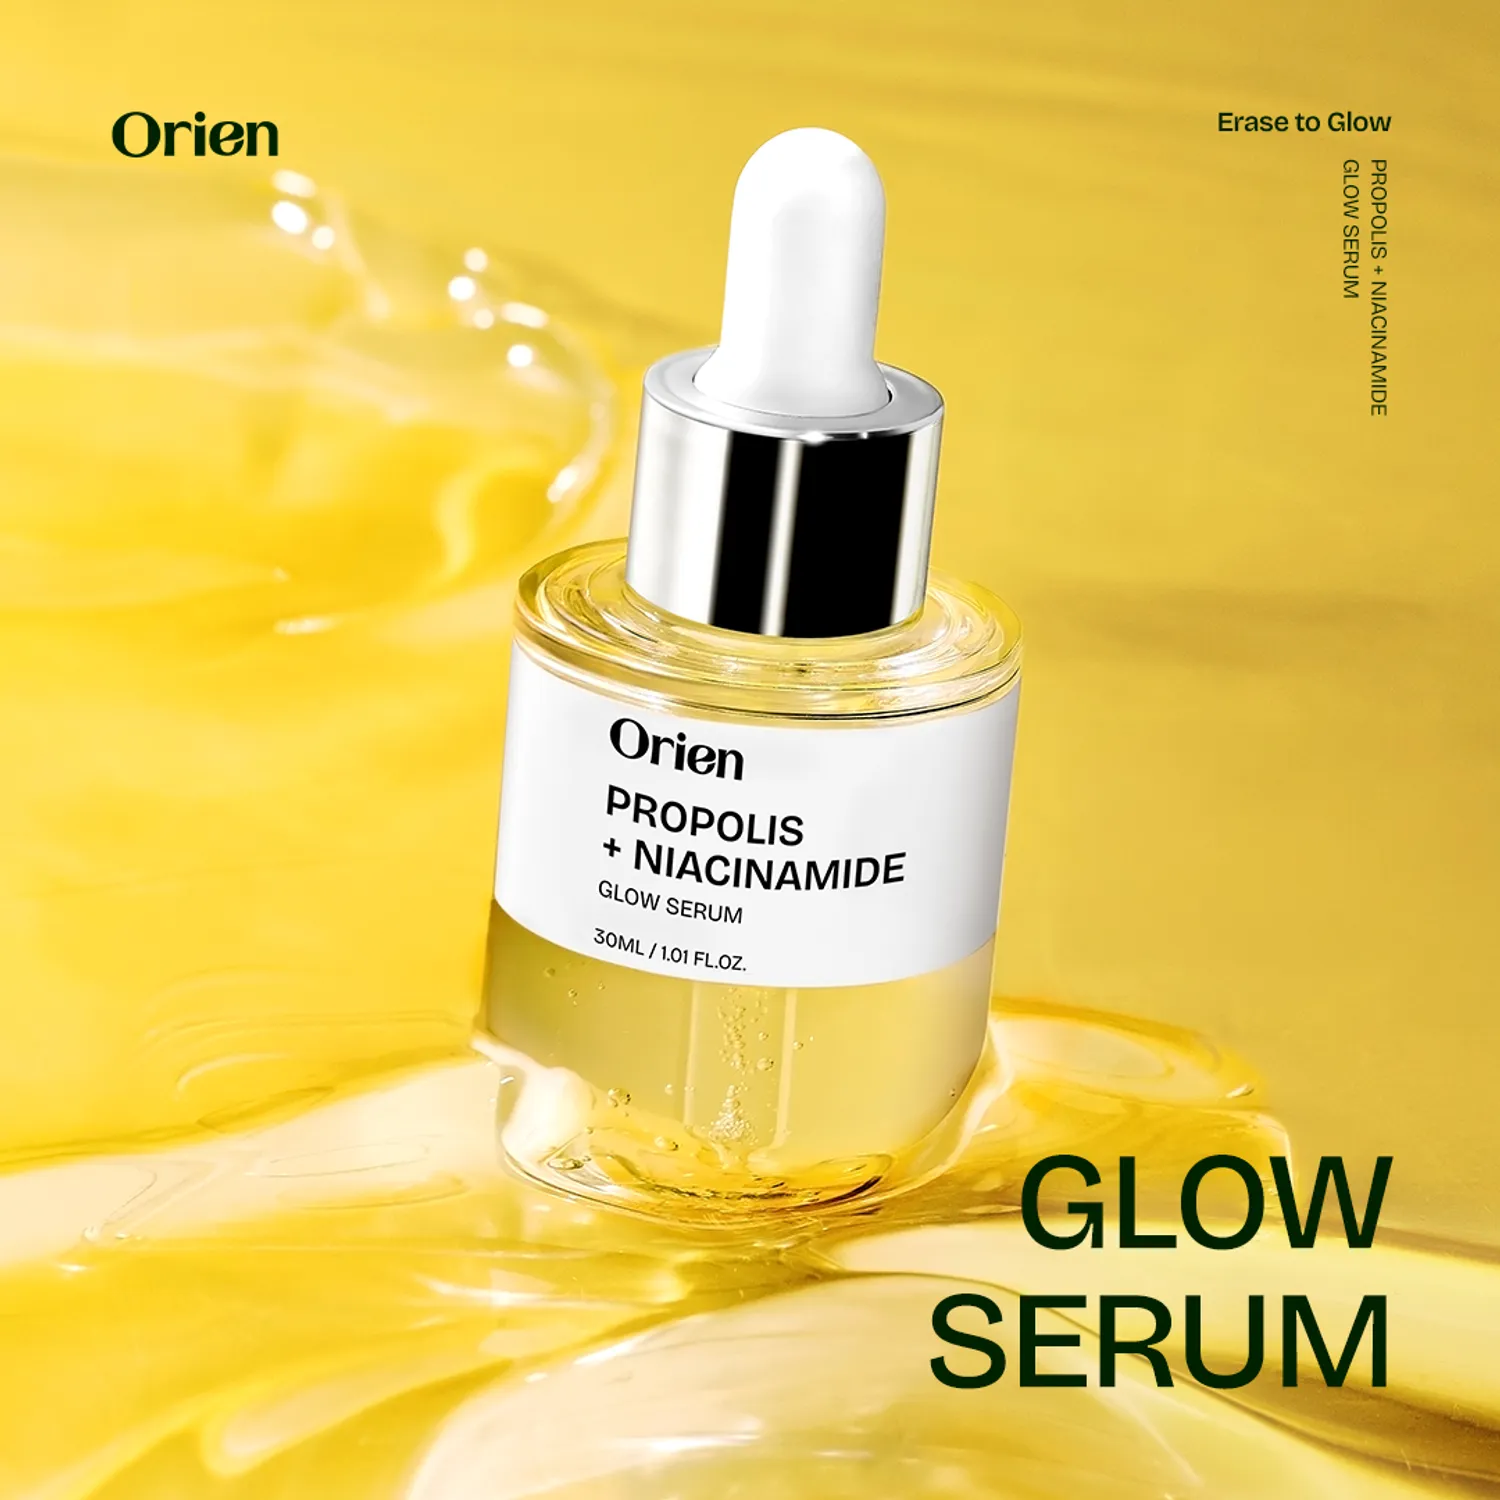 Orien
Erase to Glow
PROPOLIS + NIACINAMIDE
GLOW SERUM
Orien
PROPOLIS
+ NIACINAMIDE
GLOW SERUM
30ML / 1.01 FL.OZ.
GLOW
SERUM